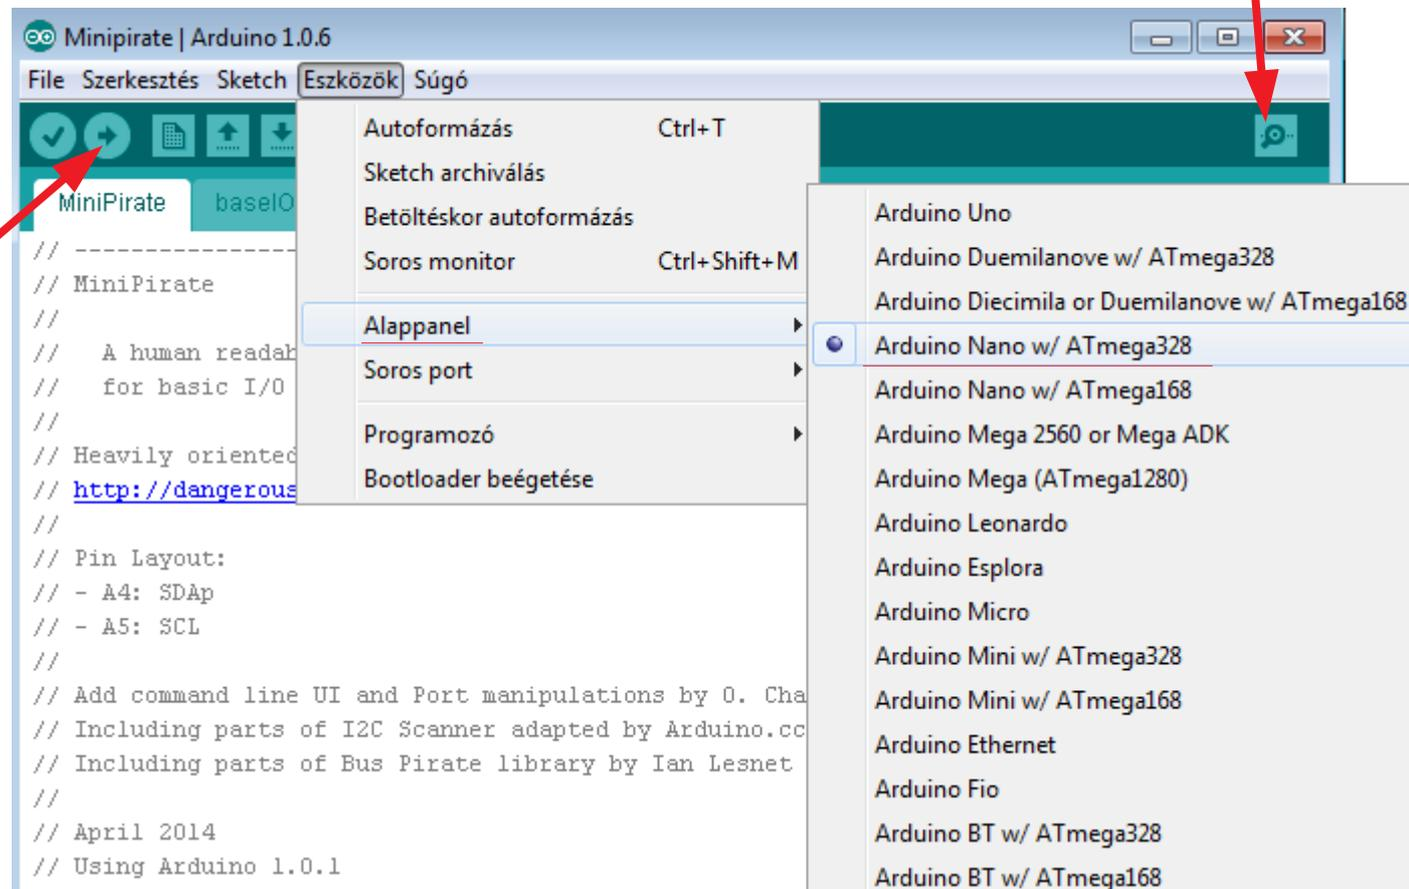 Minipirate | Arduino 1.0.6
File Szerkesztés Sketch Eszközök Súgó
MiniPirate baseIO
Autoformázás Ctrl+T
Sketch archiválás
Betöltéskor autoformázás
Soros monitor Ctrl+Shift+M
Alappanel
Soros port
Programozó
Bootloader beégetése
Arduino Uno
Arduino Duemilanove w/ ATmega328
Arduino Diecimila or Duemilanove w/ ATmega168
Arduino Nano w/ ATmega328
Arduino Nano w/ ATmega168
Arduino Mega 2560 or Mega ADK
Arduino Mega (ATmega1280)
Arduino Leonardo
Arduino Esplora
Arduino Micro
Arduino Mini w/ ATmega328
Arduino Mini w/ ATmega168
Arduino Ethernet
Arduino Fio
Arduino BT w/ ATmega328
Arduino BT w/ ATmega168
// ----------------
// MiniPirate
//
// A human readab
// for basic I/O
//
// Heavily oriented
// http://dangerous
//
// Pin Layout:
// - A4: SDAp
// - A5: SCL
//
// Add command line UI and Port manipulations by O. Cha
// Including parts of I2C Scanner adapted by Arduino.cc
// Including parts of Bus Pirate library by Ian Lesnet
//
// April 2014
// Using Arduino 1.0.1